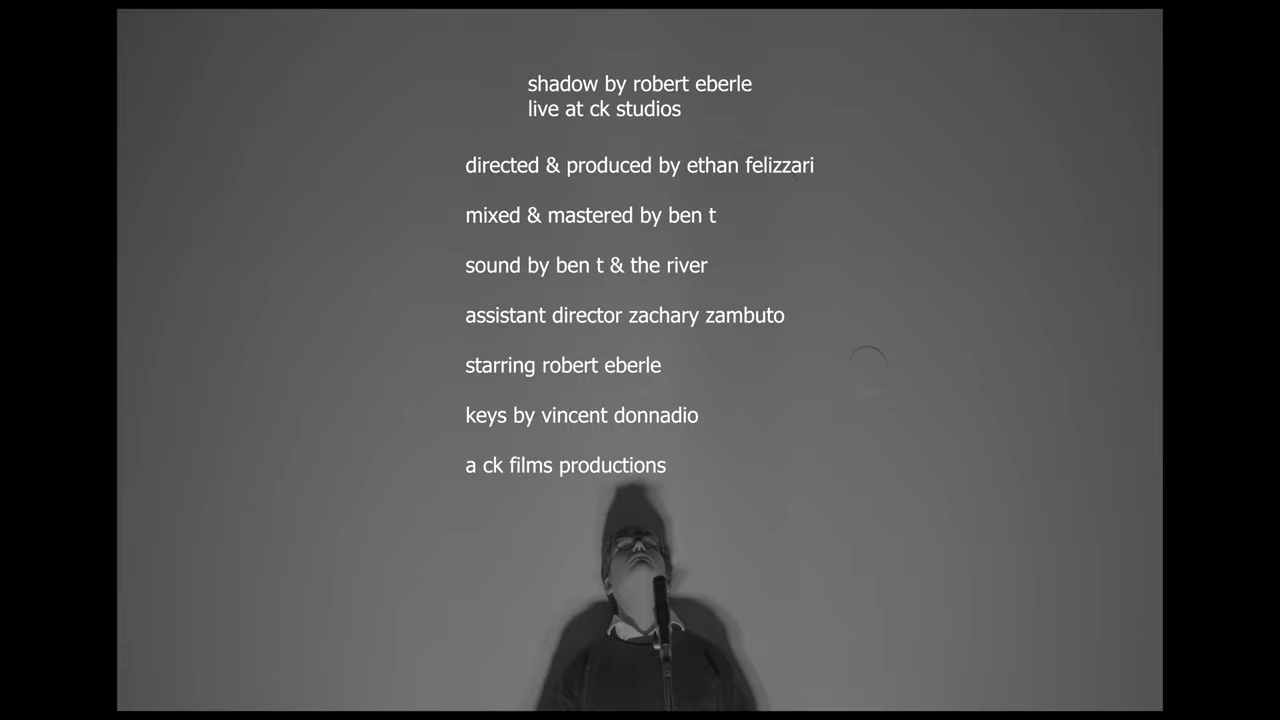 shadow by robert eberle
live at ck studios
directed & produced by ethan felizzari
mixed & mastered by ben t
sound by ben t & the river
assistant director zachary zambuto
starring robert eberle
keys by vincent donnadio
a ck films productions